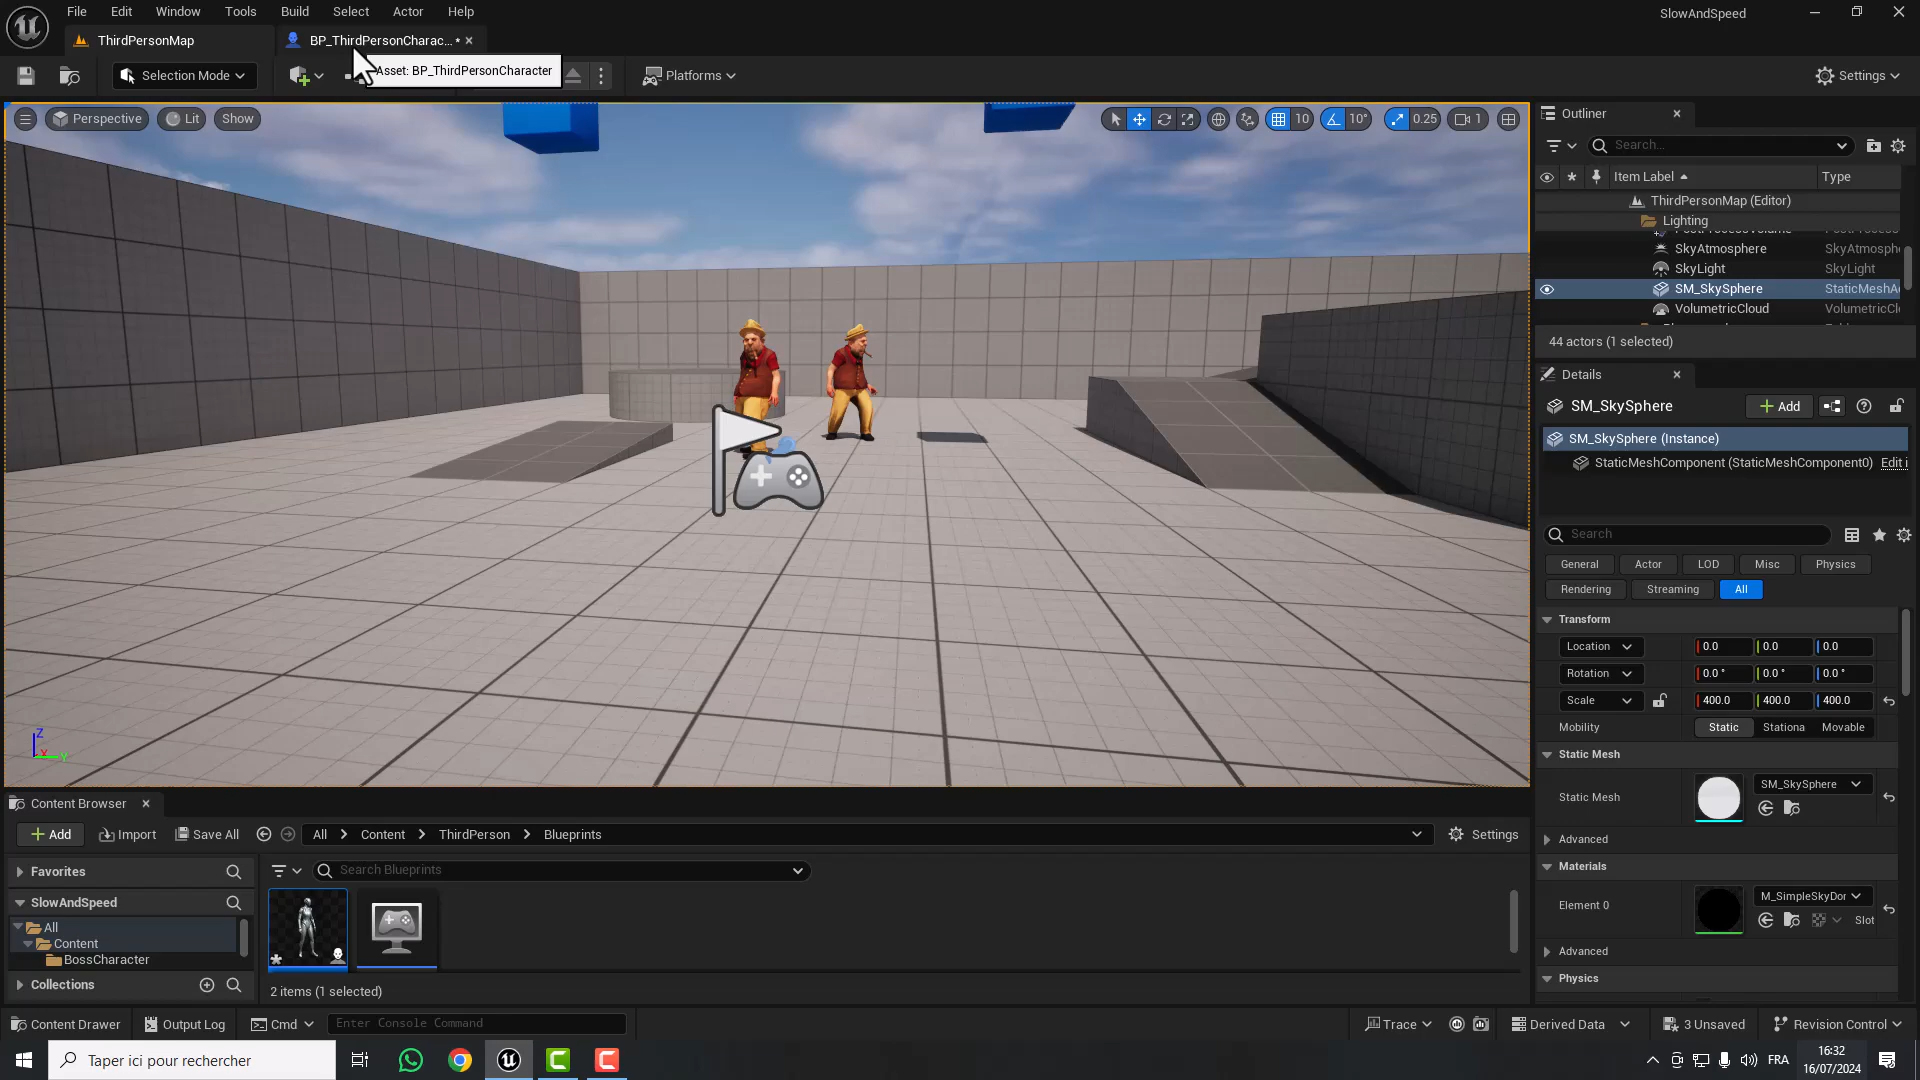 File Edit Window Tools Build Select Actor Help
SlowAndSpeed
ThirdPersonMap
BP_ThirdPersonCharac... •
Selection Mode
Asset: BP_ThirdPersonCharacter
Platforms
Settings
Perspective
Lit
Show
10
10°
0.25
1
Outliner
Search...
Item Label
Type
ThirdPersonMap (Editor)
Lighting
SkyAtmosphere
SkyAtmosphe
SkyLight
SkyLight
SM_SkySphere
StaticMeshA
VolumetricCloud
VolumetricCl
44 actors (1 selected)
Details
SM_SkySphere
Add
SM_SkySphere (Instance)
StaticMeshComponent (StaticMeshComponent0)
Edit i
Search
General
Actor
LOD
Misc
Physics
Rendering
Streaming
All
Transform
Location
0.0
0.0
0.0
Rotation
0.0 °
0.0 °
0.0 °
Scale
400.0
400.0
400.0
Mobility
Static
Stationa
Movable
Static Mesh
Static Mesh
SM_SkySphere
Advanced
Materials
Element 0
M_SimpleSkyDor
Slot
Advanced
Physics
Z
X
Y
Content Browser
Add
Import
Save All
All
Content
ThirdPerson
Blueprints
Settings
Favorites
Search Blueprints
SlowAndSpeed
All
Content
BossCharacter
Collections
2 items (1 selected)
Content Drawer
Output Log
Cmd
Enter Console Command
Trace
Derived Data
3 Unsaved
Revision Control
Taper ici pour rechercher
FRA
16:32
16/07/2024